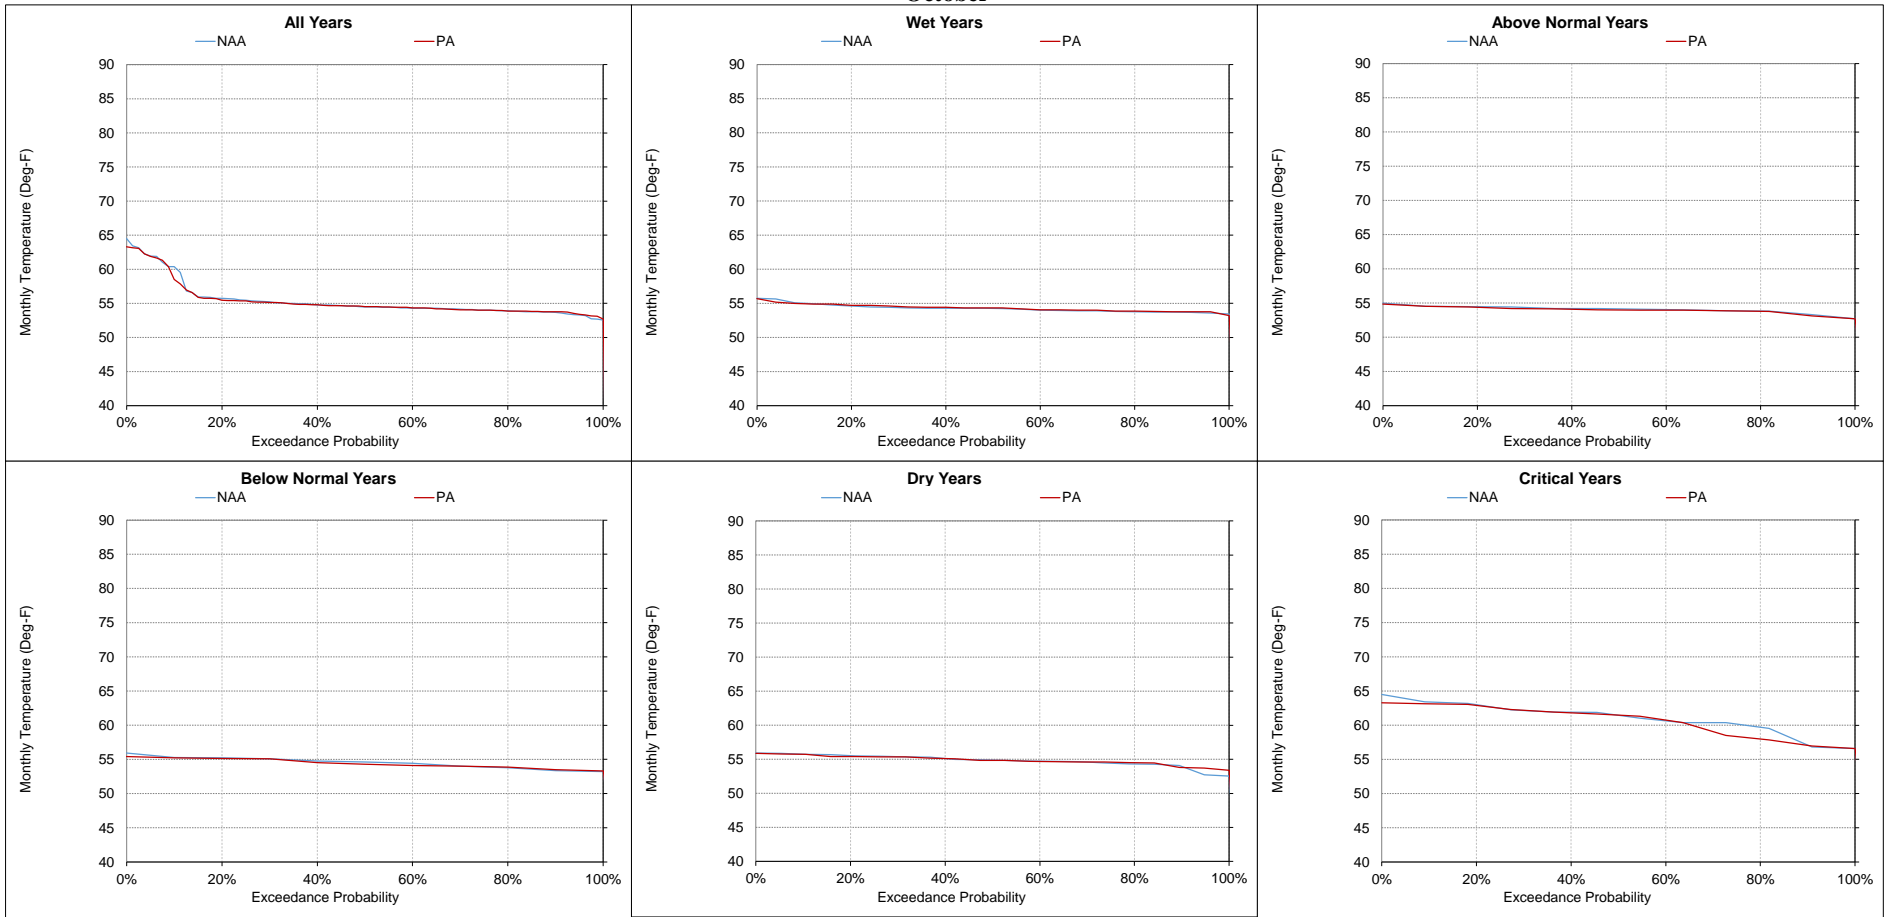 All Years
NAA PA
90
85
80
75
70
65
60
55
50
45
40
0% 20% 40% 60% 80% 100%
Monthly Temperature (Deg-F)
Exceedance Probability
Wet Years
NAA PA
90
85
80
75
70
65
60
55
50
45
40
0% 20% 40% 60% 80% 100%
Monthly Temperature (Deg-F)
Exceedance Probability
Above Normal Years
NAA PA
90
85
80
75
70
65
60
55
50
45
40
0% 20% 40% 60% 80% 100%
Monthly Temperature (Deg-F)
Exceedance Probability
Below Normal Years
NAA PA
90
85
80
75
70
65
60
55
50
45
40
0% 20% 40% 60% 80% 100%
Monthly Temperature (Deg-F)
Exceedance Probability
Dry Years
NAA PA
90
85
80
75
70
65
60
55
50
45
40
0% 20% 40% 60% 80% 100%
Monthly Temperature (Deg-F)
Exceedance Probability
Critical Years
NAA PA
90
85
80
75
70
65
60
55
50
45
40
0% 20% 40% 60% 80% 100%
Monthly Temperature (Deg-F)
Exceedance Probability